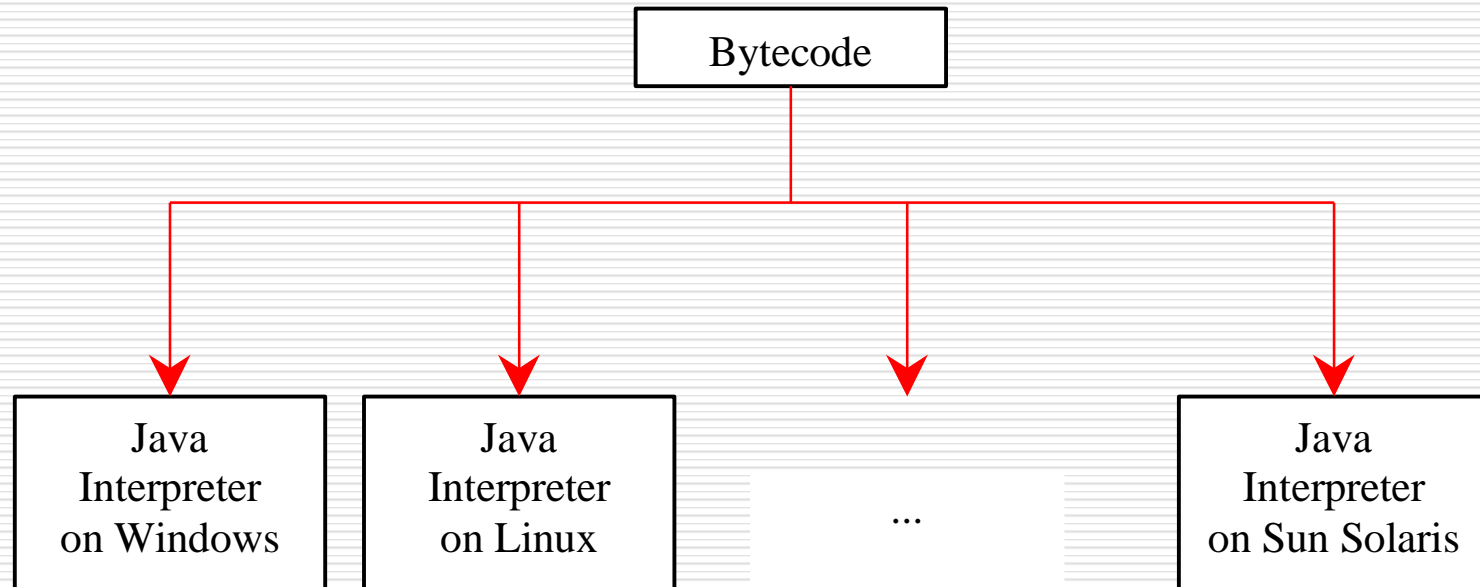 Bytecode
Java
Interpreter
on Windows
Java
Interpreter
on Linux
...
Java
Interpreter
on Sun Solaris